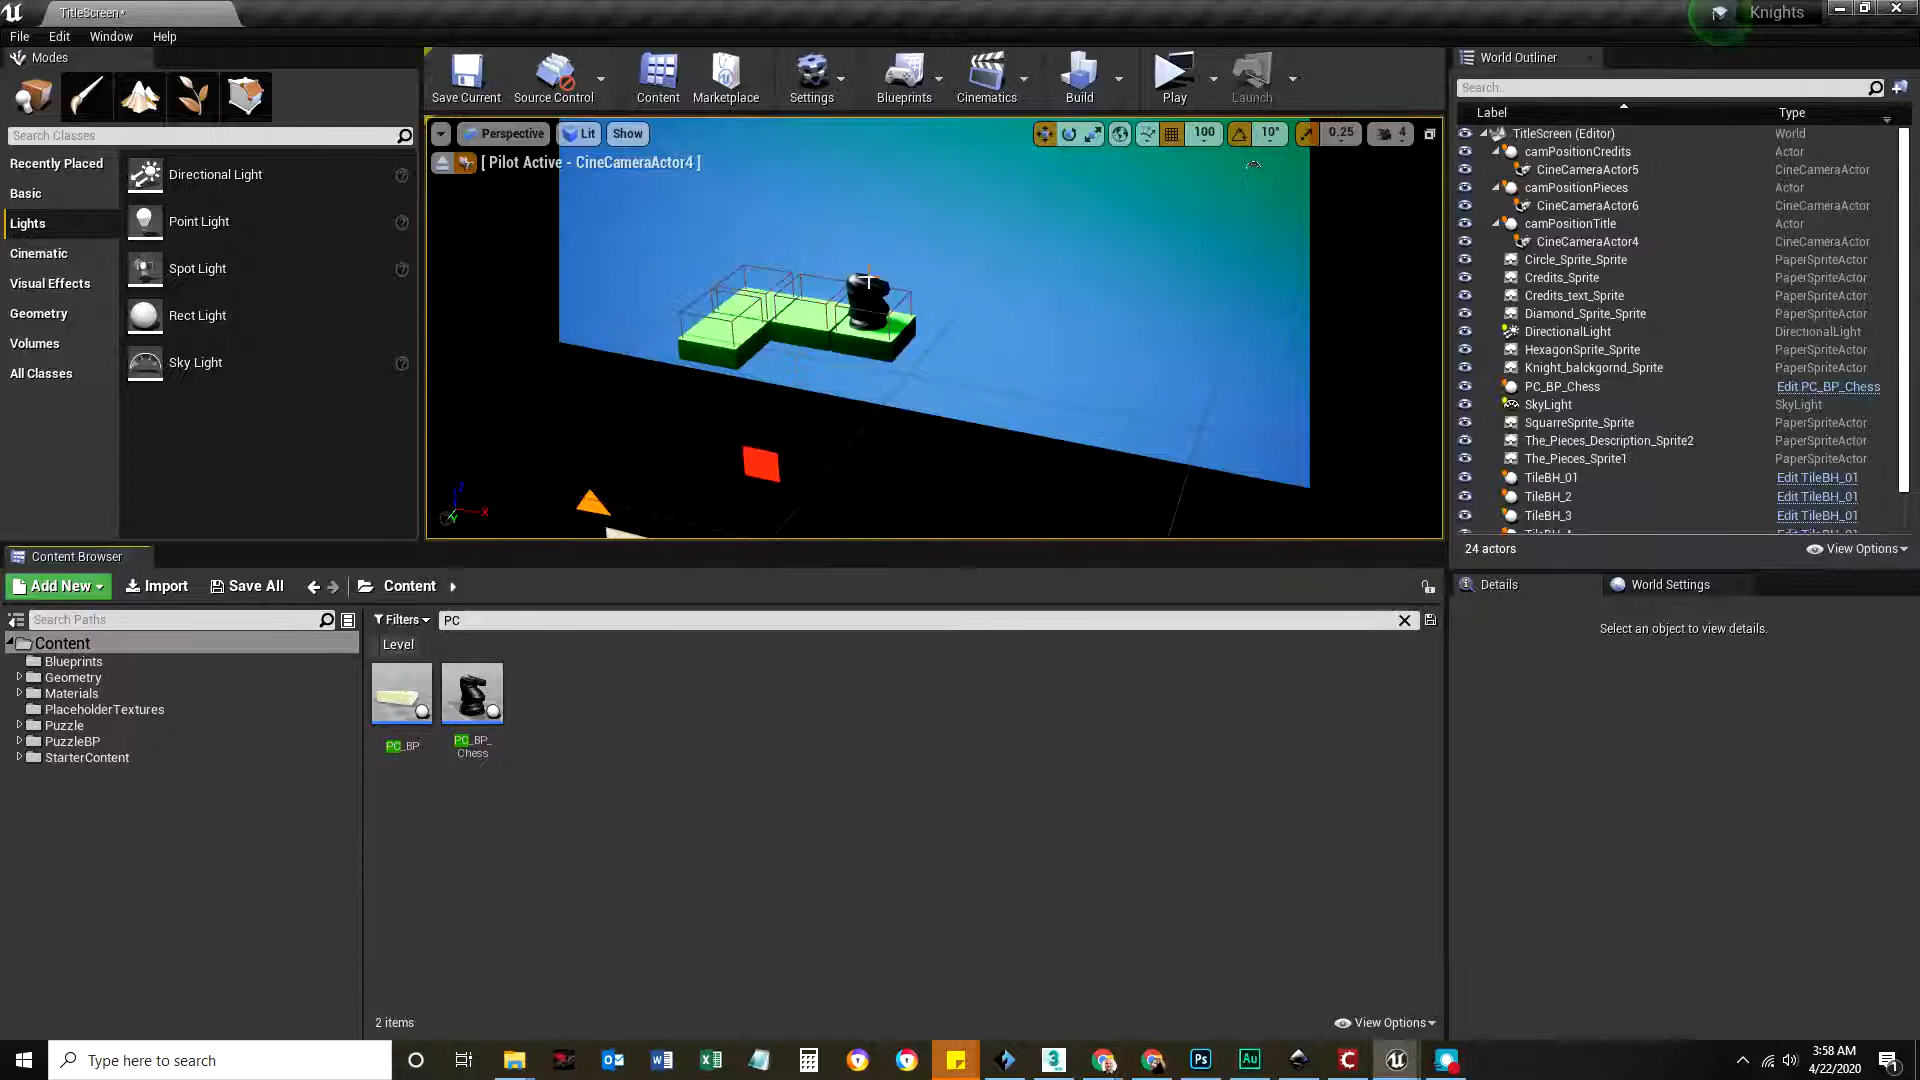 TitleScreen*
Knights
File Edit Window Help
Modes
Search Classes
Recently Placed
Basic
Lights
Cinematic
Visual Effects
Geometry
Volumes
All Classes
Directional Light
Point Light
Spot Light
Rect Light
Sky Light
Save Current
Source Control
Content
Marketplace
Settings
Blueprints
Cinematics
Build
Play
Launch
Perspective Lit Show
100 10° 0.25 4
[ Pilot Active - CineCameraActor4 ]
World Outliner
Search..
Label Type
TitleScreen (Editor) World
camPositionCredits Actor
CineCameraActor5 CineCameraActor
camPositionPieces Actor
CineCameraActor6 CineCameraActor
camPositionTitle Actor
CineCameraActor4 CineCameraActor
Circle_Sprite_Sprite PaperSpriteActor
Credits_Sprite PaperSpriteActor
Credits_text_Sprite PaperSpriteActor
Diamond_Sprite_Sprite PaperSpriteActor
DirectionalLight DirectionalLight
HexagonSprite_Sprite PaperSpriteActor
Knight_balckgornd_Sprite PaperSpriteActor
PC_BP_Chess Edit PC_BP_Chess
SkyLight SkyLight
SquarreSprite_Sprite PaperSpriteActor
The_Pieces_Description_Sprite2 PaperSpriteActor
The_Pieces_Sprite1 PaperSpriteActor
TileBH_01 Edit TileBH_01
TileBH_2 Edit TileBH_01
TileBH_3 Edit TileBH_01
24 actors View Options
Details World Settings
Select an object to view details.
Content Browser
Add New Import Save All Content
Search Paths
Content
Blueprints
Geometry
Materials
PlaceholderTextures
Puzzle
PuzzleBP
StarterContent
Filters PC
Level
PC_BP
PC_BP_
Chess
2 items View Options
Type here to search
3:58 AM
4/22/2020